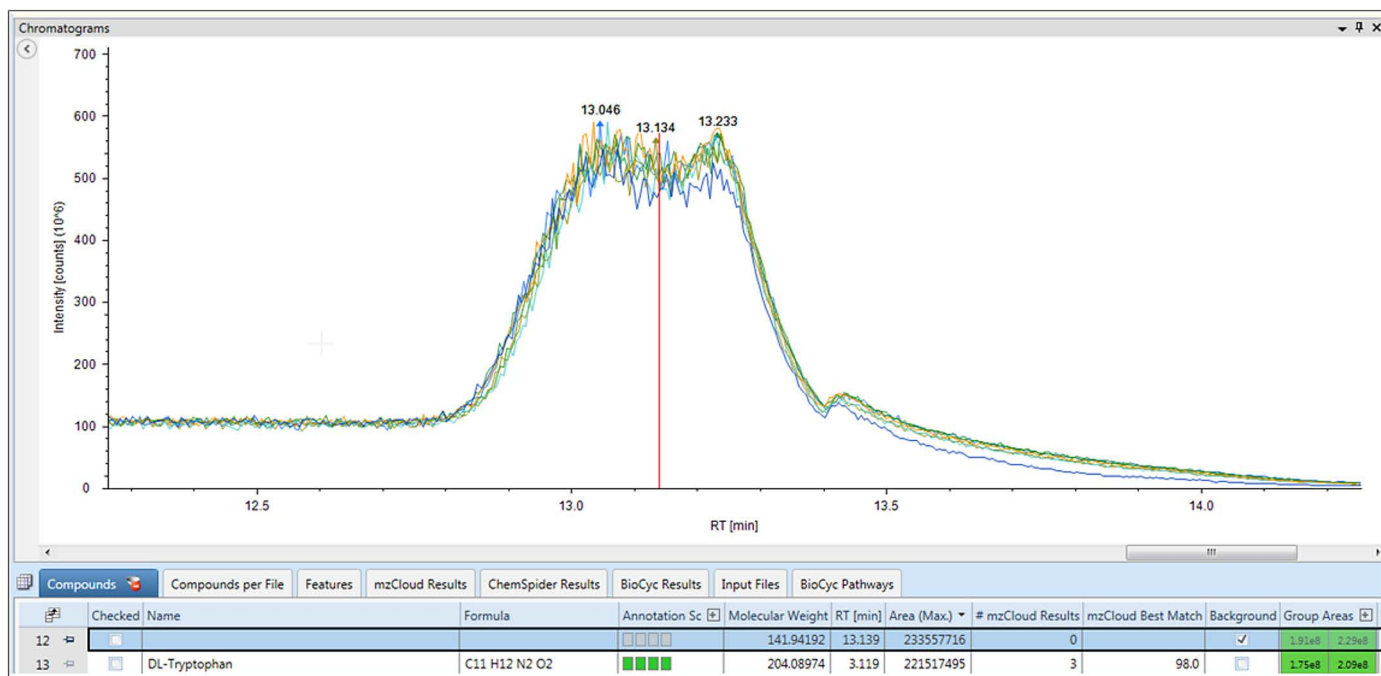 Chromatograms
700
600
500
400
300
200
100
0
Intensity [counts] (10^6)
13.046
13.134
13.233
12.5 13.0 13.5 14.0
RT [min]
Compounds Compounds per File Features mzCloud Results ChemSpider Results BioCyc Results Input Files BioCyc Pathways
Checked Name Formula Annotation Sc Molecular Weight RT [min] Area (Max.) # mzCloud Results mzCloud Best Match Background Group Areas
12 141.94192 13.139 233557716 0 1.91e8 2.29e8
13 DL-Tryptophan C11 H12 N2 O2 204.08974 3.119 221517495 3 98.0 1.75e8 2.09e8